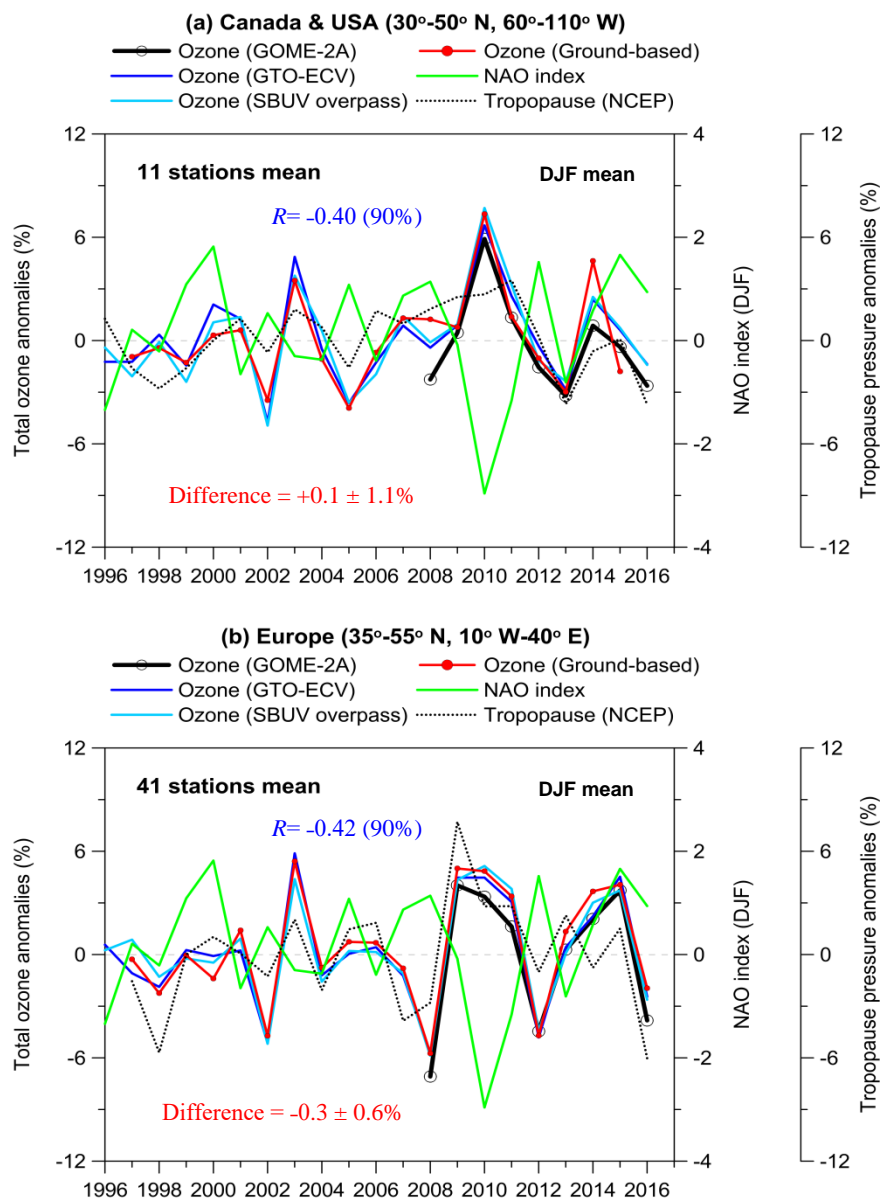 (a) Canada & USA (30°-50° N, 60°-110° W)
Ozone (GOME-2A) Ozone (Ground-based)
Ozone (GTO-ECV) NAO index
Ozone (SBUV overpass) Tropopause (NCEP)
12 4 12
11 stations mean DJF mean
R= -0.40 (90%)
6 2 6
0 0 0
-6 -2 -6
Difference = +0.1 ± 1.1%
-12 -4 -12
Total ozone anomalies (%)
NAO index (DJF)
Tropopause pressure anomalies (%)
1996 1998 2000 2002 2004 2006 2008 2010 2012 2014 2016
(b) Europe (35°-55° N, 10° W-40° E)
Ozone (GOME-2A) Ozone (Ground-based)
Ozone (GTO-ECV) NAO index
Ozone (SBUV overpass) Tropopause (NCEP)
12 4 12
41 stations mean DJF mean
R= -0.42 (90%)
6 2 6
0 0 0
-6 -2 -6
Difference = -0.3 ± 0.6%
-12 -4 -12
Total ozone anomalies (%)
NAO index (DJF)
Tropopause pressure anomalies (%)
1996 1998 2000 2002 2004 2006 2008 2010 2012 2014 2016